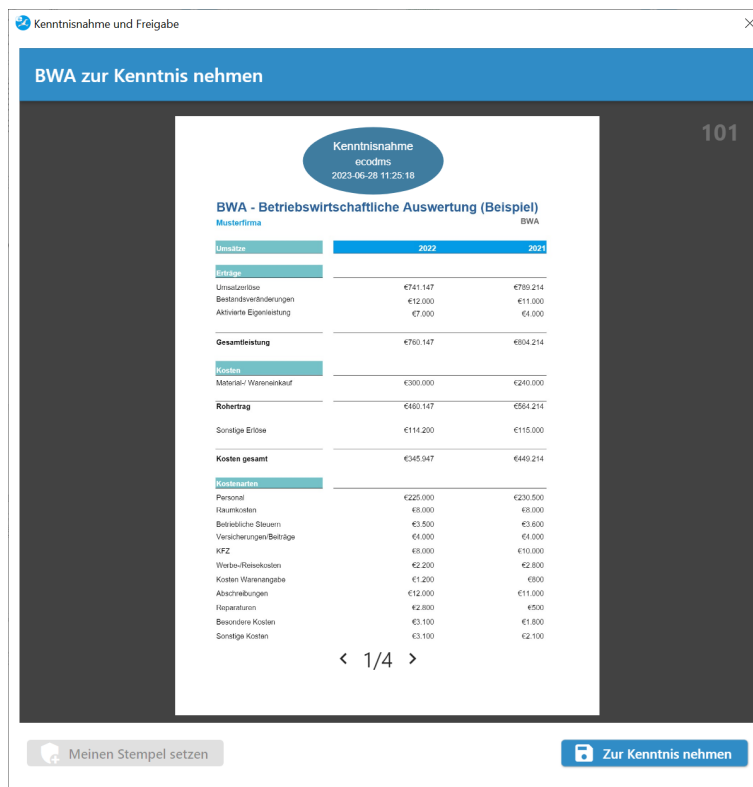 Kenntnisnahme und Freigabe
BWA zur Kenntnis nehmen
101
Kenntnisnahme
ecodms
2023-06-28 11:25:18
BWA - Betriebswirtschaftliche Auswertung (Beispiel)
Musterfirma BWA
Umsätze 2022 2021
Erträge
Umsatzerlöse €741.147 €789.214
Bestandsveränderungen €12.000 €11.000
Aktivierte Eigenleistung €7.000 €4.000
Gesamtleistung €760.147 €804.214
Kosten
Material-/ Wareneinkauf €300.000 €240.000
Rohertrag €460.147 €564.214
Sonstige Erlöse €114.200 €115.000
Kosten gesamt €345.947 €449.214
Kostenarten
Personal €225.000 €230.500
Raumkosten €8.000 €8.000
Betriebliche Steuern €3.500 €3.600
Versicherungen/Beiträge €4.000 €4.000
KFZ €8.000 €10.000
Werbe-/Reisekosten €2.200 €2.800
Kosten Warenangabe €1.200 €800
Abschreibungen €12.000 €11.000
Reparaturen €2.800 €500
Besondere Kosten €3.100 €1.800
Sonstige Kosten €3.100 €2.100
1/4
Meinen Stempel setzen
Zur Kenntnis nehmen